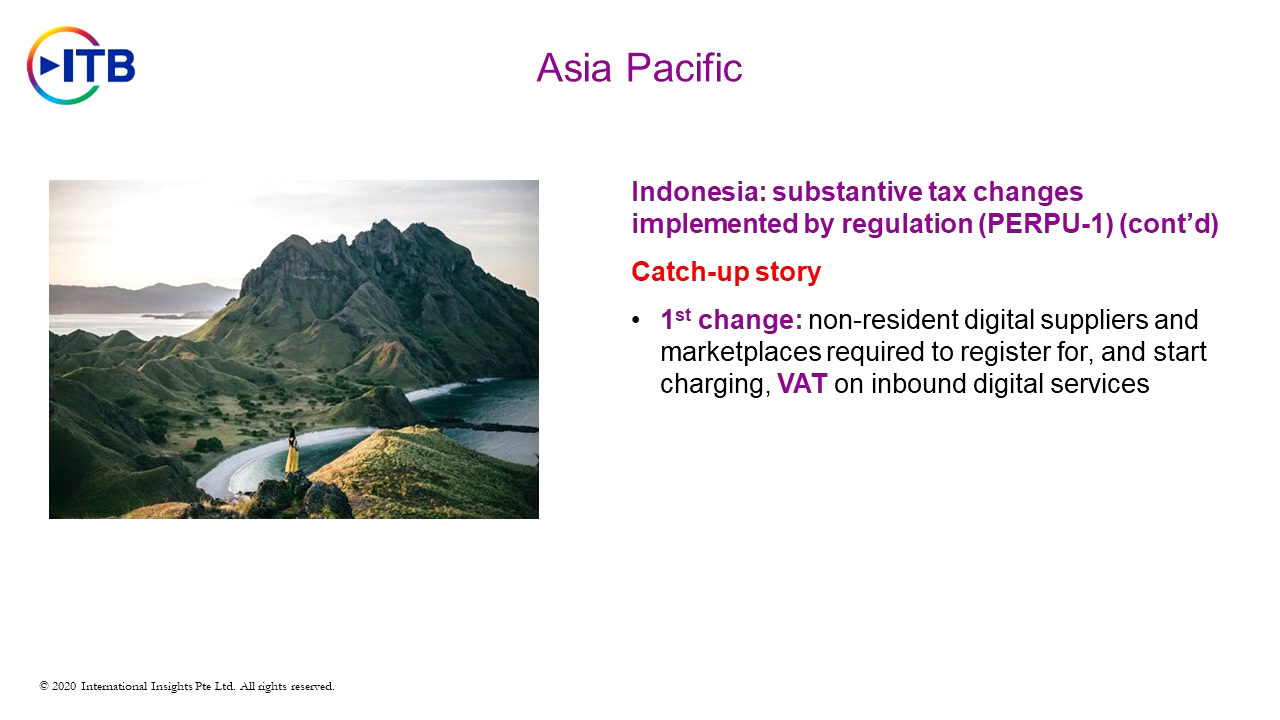 ITB
Asia Pacific
Indonesia: substantive tax changes
implemented by regulation (PERPU-1) (cont’d)
Catch-up story
• 1st change: non-resident digital suppliers and
marketplaces required to register for, and start
charging, VAT on inbound digital services
© 2020 International Insights Pte Ltd. All rights reserved.